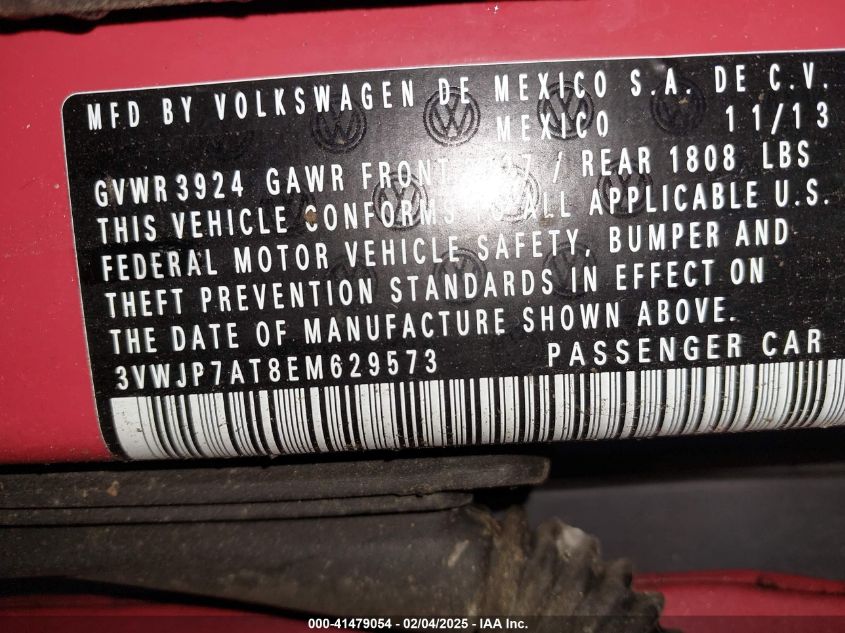 MFD BY VOLKSWAGEN DE MEXICO S.A. DE C.V.
MEXICO 11/13
GVWR 3924 GAWR FRONT 17 / REAR 1808 LBS
THIS VEHICLE CONFORMS TO ALL APPLICABLE U.S.
FEDERAL MOTOR VEHICLE SAFETY, BUMPER AND
THEFT PREVENTION STANDARDS IN EFFECT ON
THE DATE OF MANUFACTURE SHOWN ABOVE.
3VWJP7AT8EM629573 PASSENGER CAR
000-41479054 - 02/04/2025 - IAA Inc.